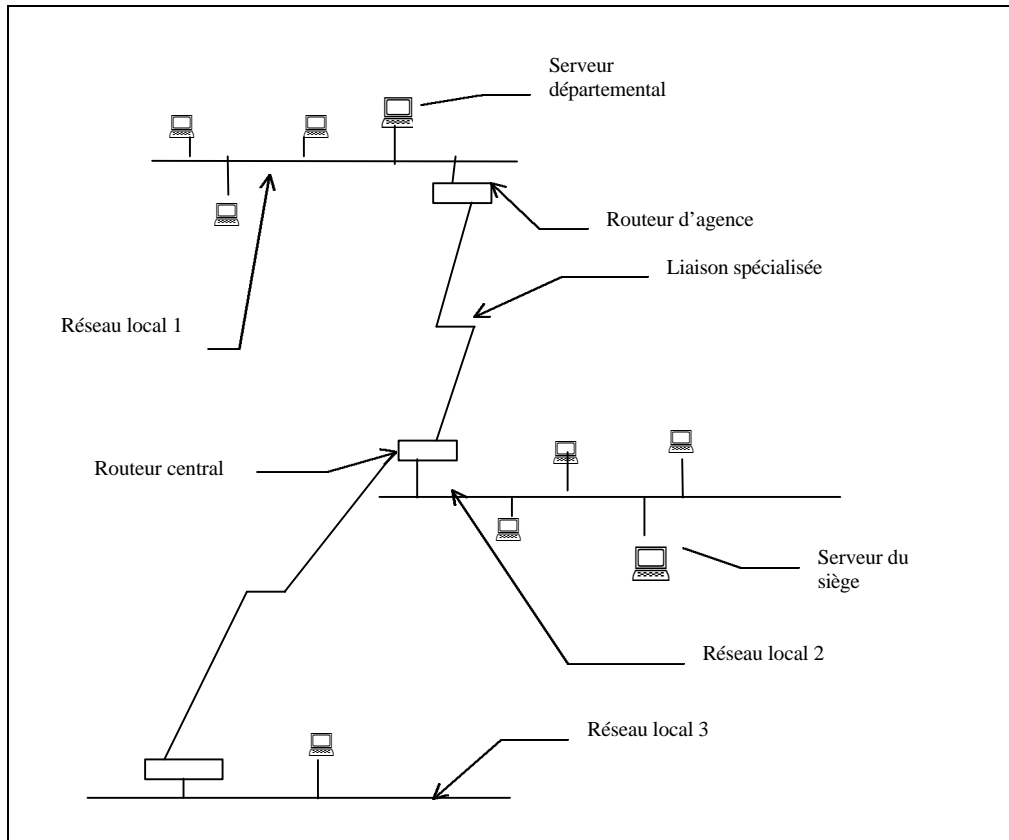 Serveur
départemental
Routeur d’agence
Liaison spécialisée
Réseau local 1
Routeur central
Serveur du
siège
Réseau local 2
Réseau local 3